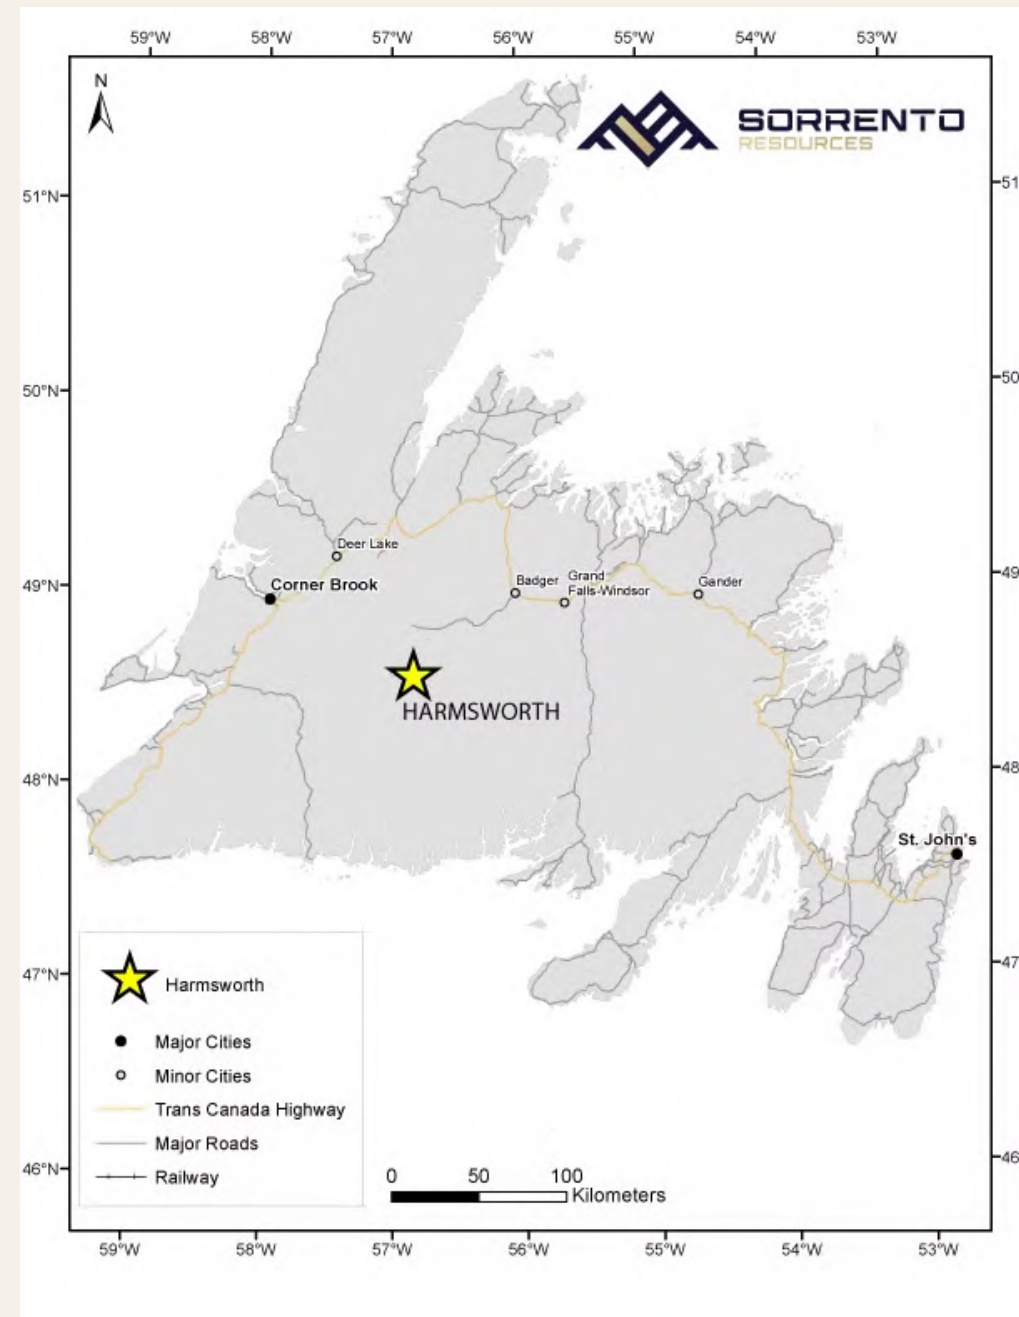 59°W 58°W 57°W 56°W 55°W 54°W 53°W
N
SORRENTO
RESOURCES
51°N 51
50°N 50
Deer Lake
Corner Brook
Badger
Grand
Falls-Windsor
Gander
49°N 49
HARMSWORTH
48°N 48
St. John's
47°N 47
Harmsworth
Major Cities
Minor Cities
Trans Canada Highway
Major Roads
Railway
46°N 46
0 50 100
Kilometers
59°W 58°W 57°W 56°W 55°W 54°W 53°W